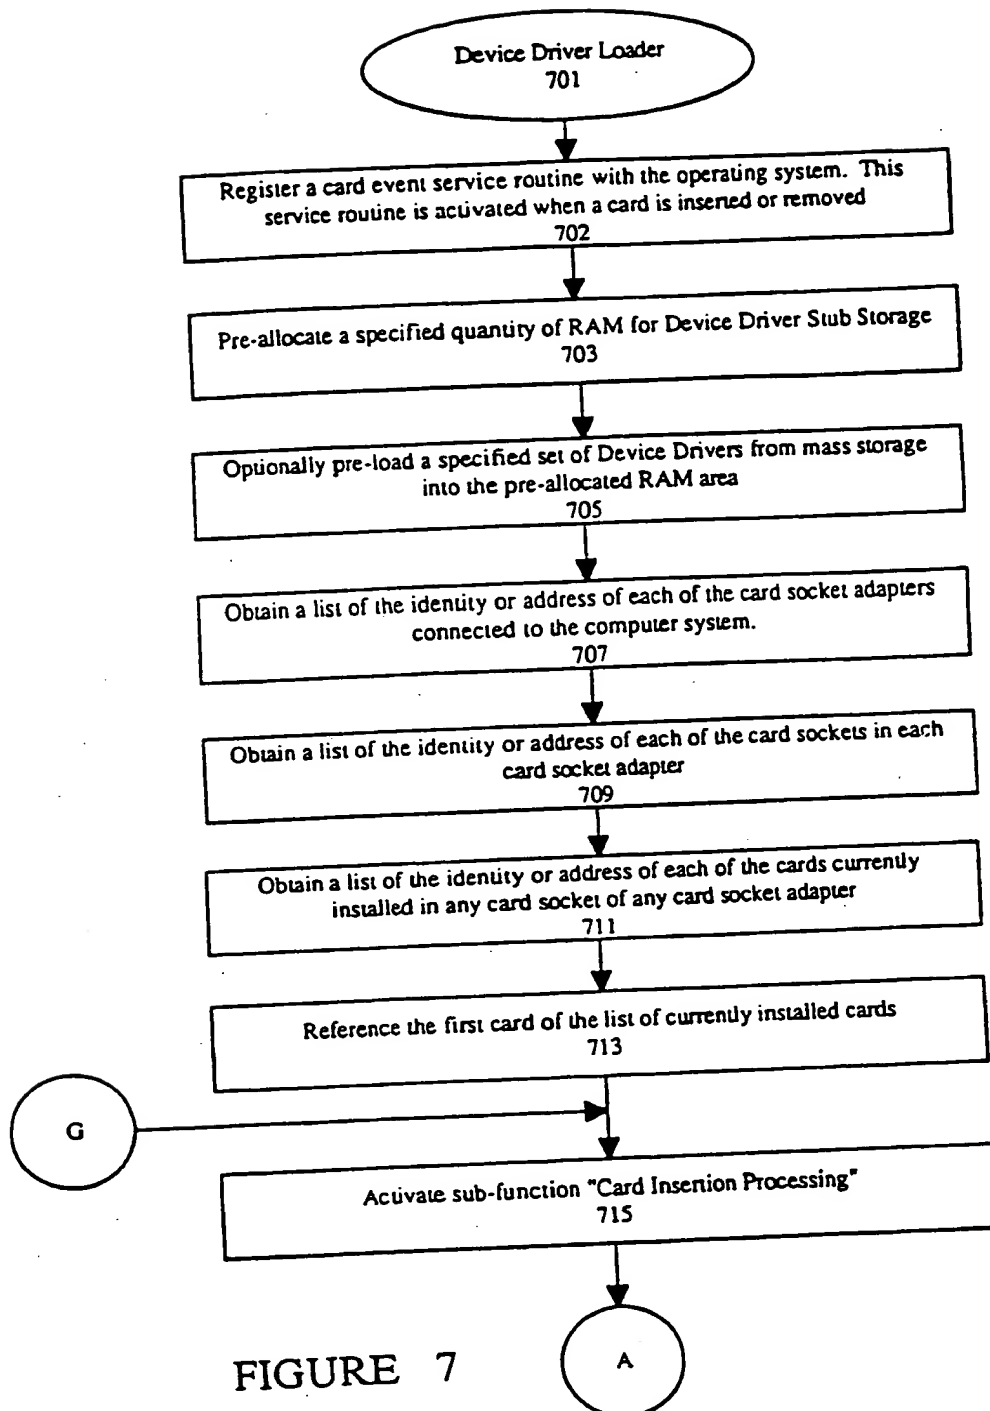 Device Driver Loader
701
Register a card event service routine with the operating system. This
service routine is activated when a card is inserted or removed
702
Pre-allocate a specified quantity of RAM for Device Driver Stub Storage
703
Optionally pre-load a specified set of Device Drivers from mass storage
into the pre-allocated RAM area
705
Obtain a list of the identity or address of each of the card socket adapters
connected to the computer system.
707
Obtain a list of the identity or address of each of the card sockets in each
card socket adapter
709
Obtain a list of the identity or address of each of the cards currently
installed in any card socket of any card socket adapter
711
Reference the first card of the list of currently installed cards
713
G
Activate sub-function "Card Insertion Processing"
715
A
FIGURE 7